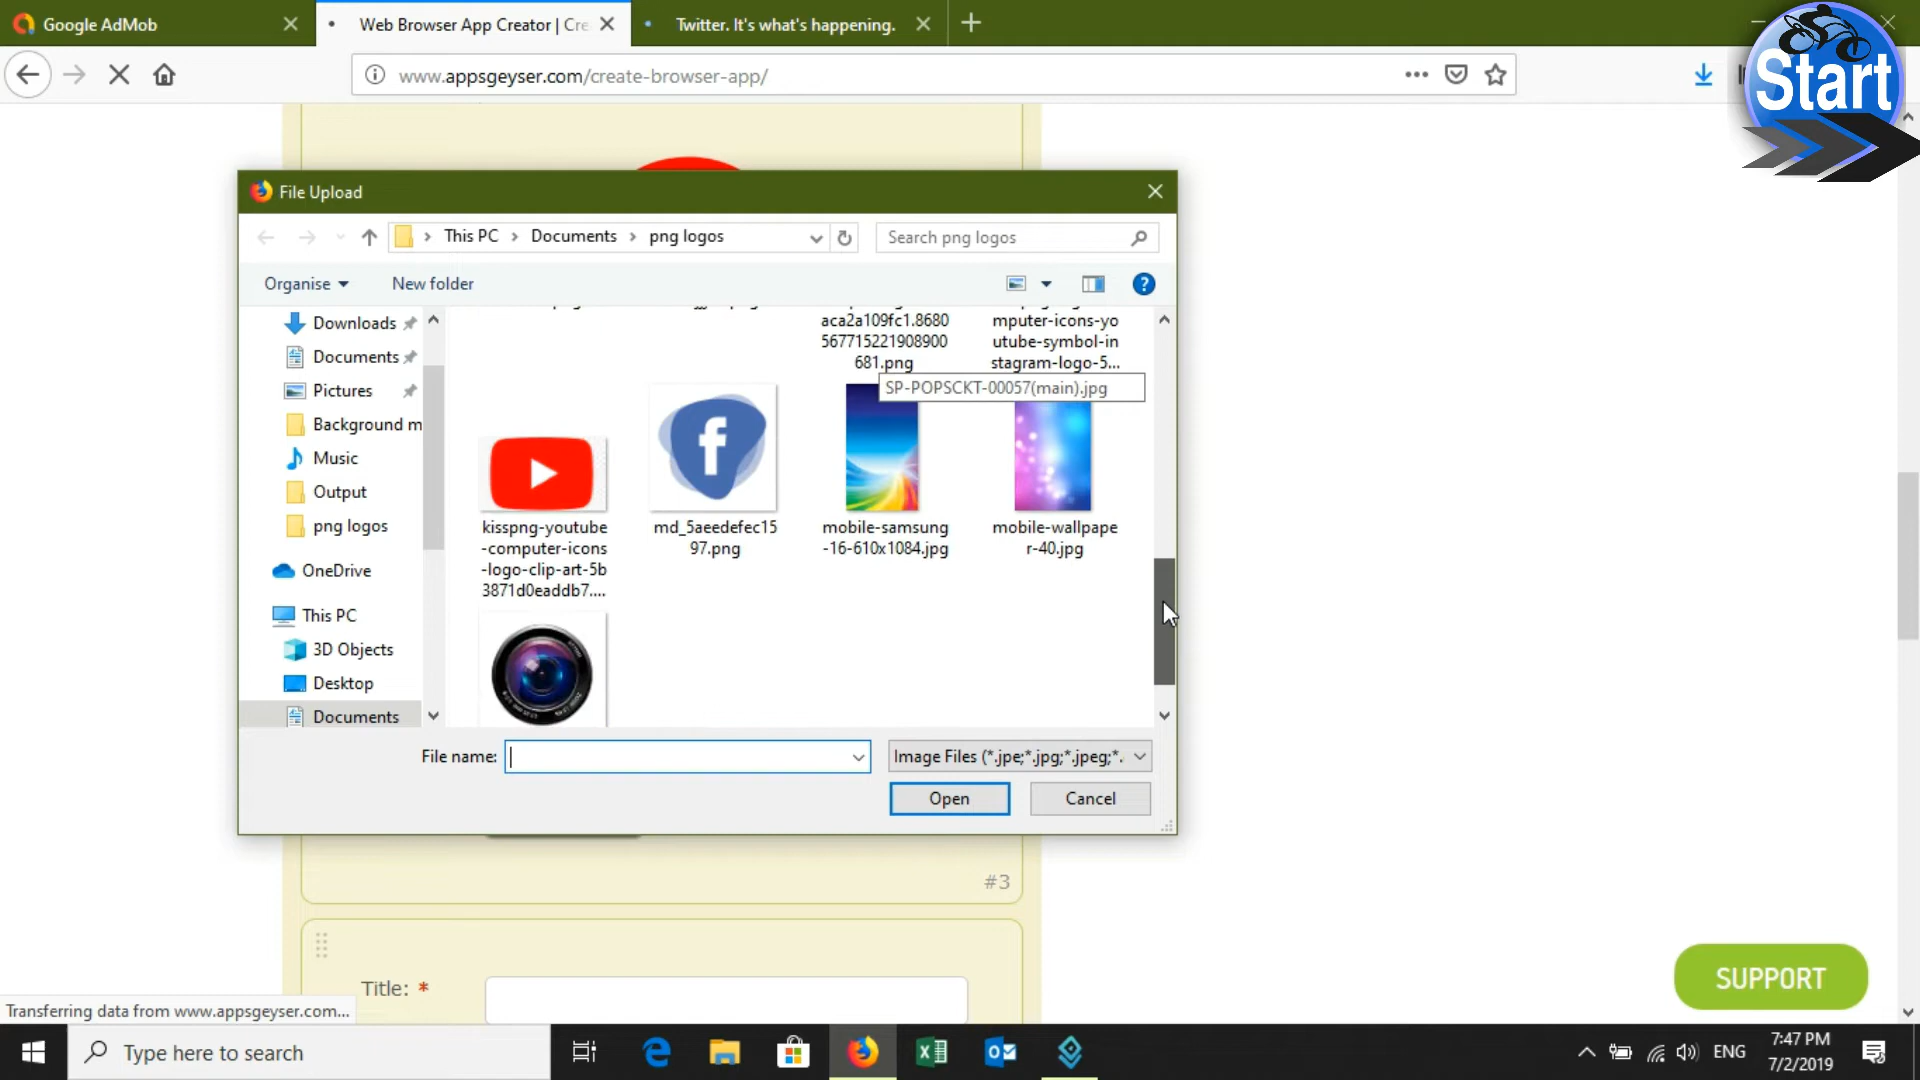 Google AdMob
Web Browser App Creator | Cre
Twitter. It's what's happening.
www.appsgeyser.com/create-browser-app/
Start
File Upload
This PC > Documents > png logos
Search png logos
Organise
New folder
Downloads
Documents
Pictures
Background m
Music
Output
png logos
OneDrive
This PC
3D Objects
Desktop
Documents
aca2a109fc1.8680
567715221908900
681.png
mputer-icons-yo
utube-symbol-in
stagram-logo-5...
SP-POPSCKT-00057(main).jpg
kisspng-youtube
-computer-icons
-logo-clip-art-5b
3871d0eaddb7....
md_5aeedefec15
97.png
mobile-samsung
-16-610x1084.jpg
mobile-wallpape
r-40.jpg
File name:
Image Files (*.jpe;*.jpg;*.jpeg;*.
Open
Cancel
#3
Title: *
SUPPORT
Transferring data from www.appsgeyser.com...
Type here to search
ENG
7:47 PM
7/2/2019